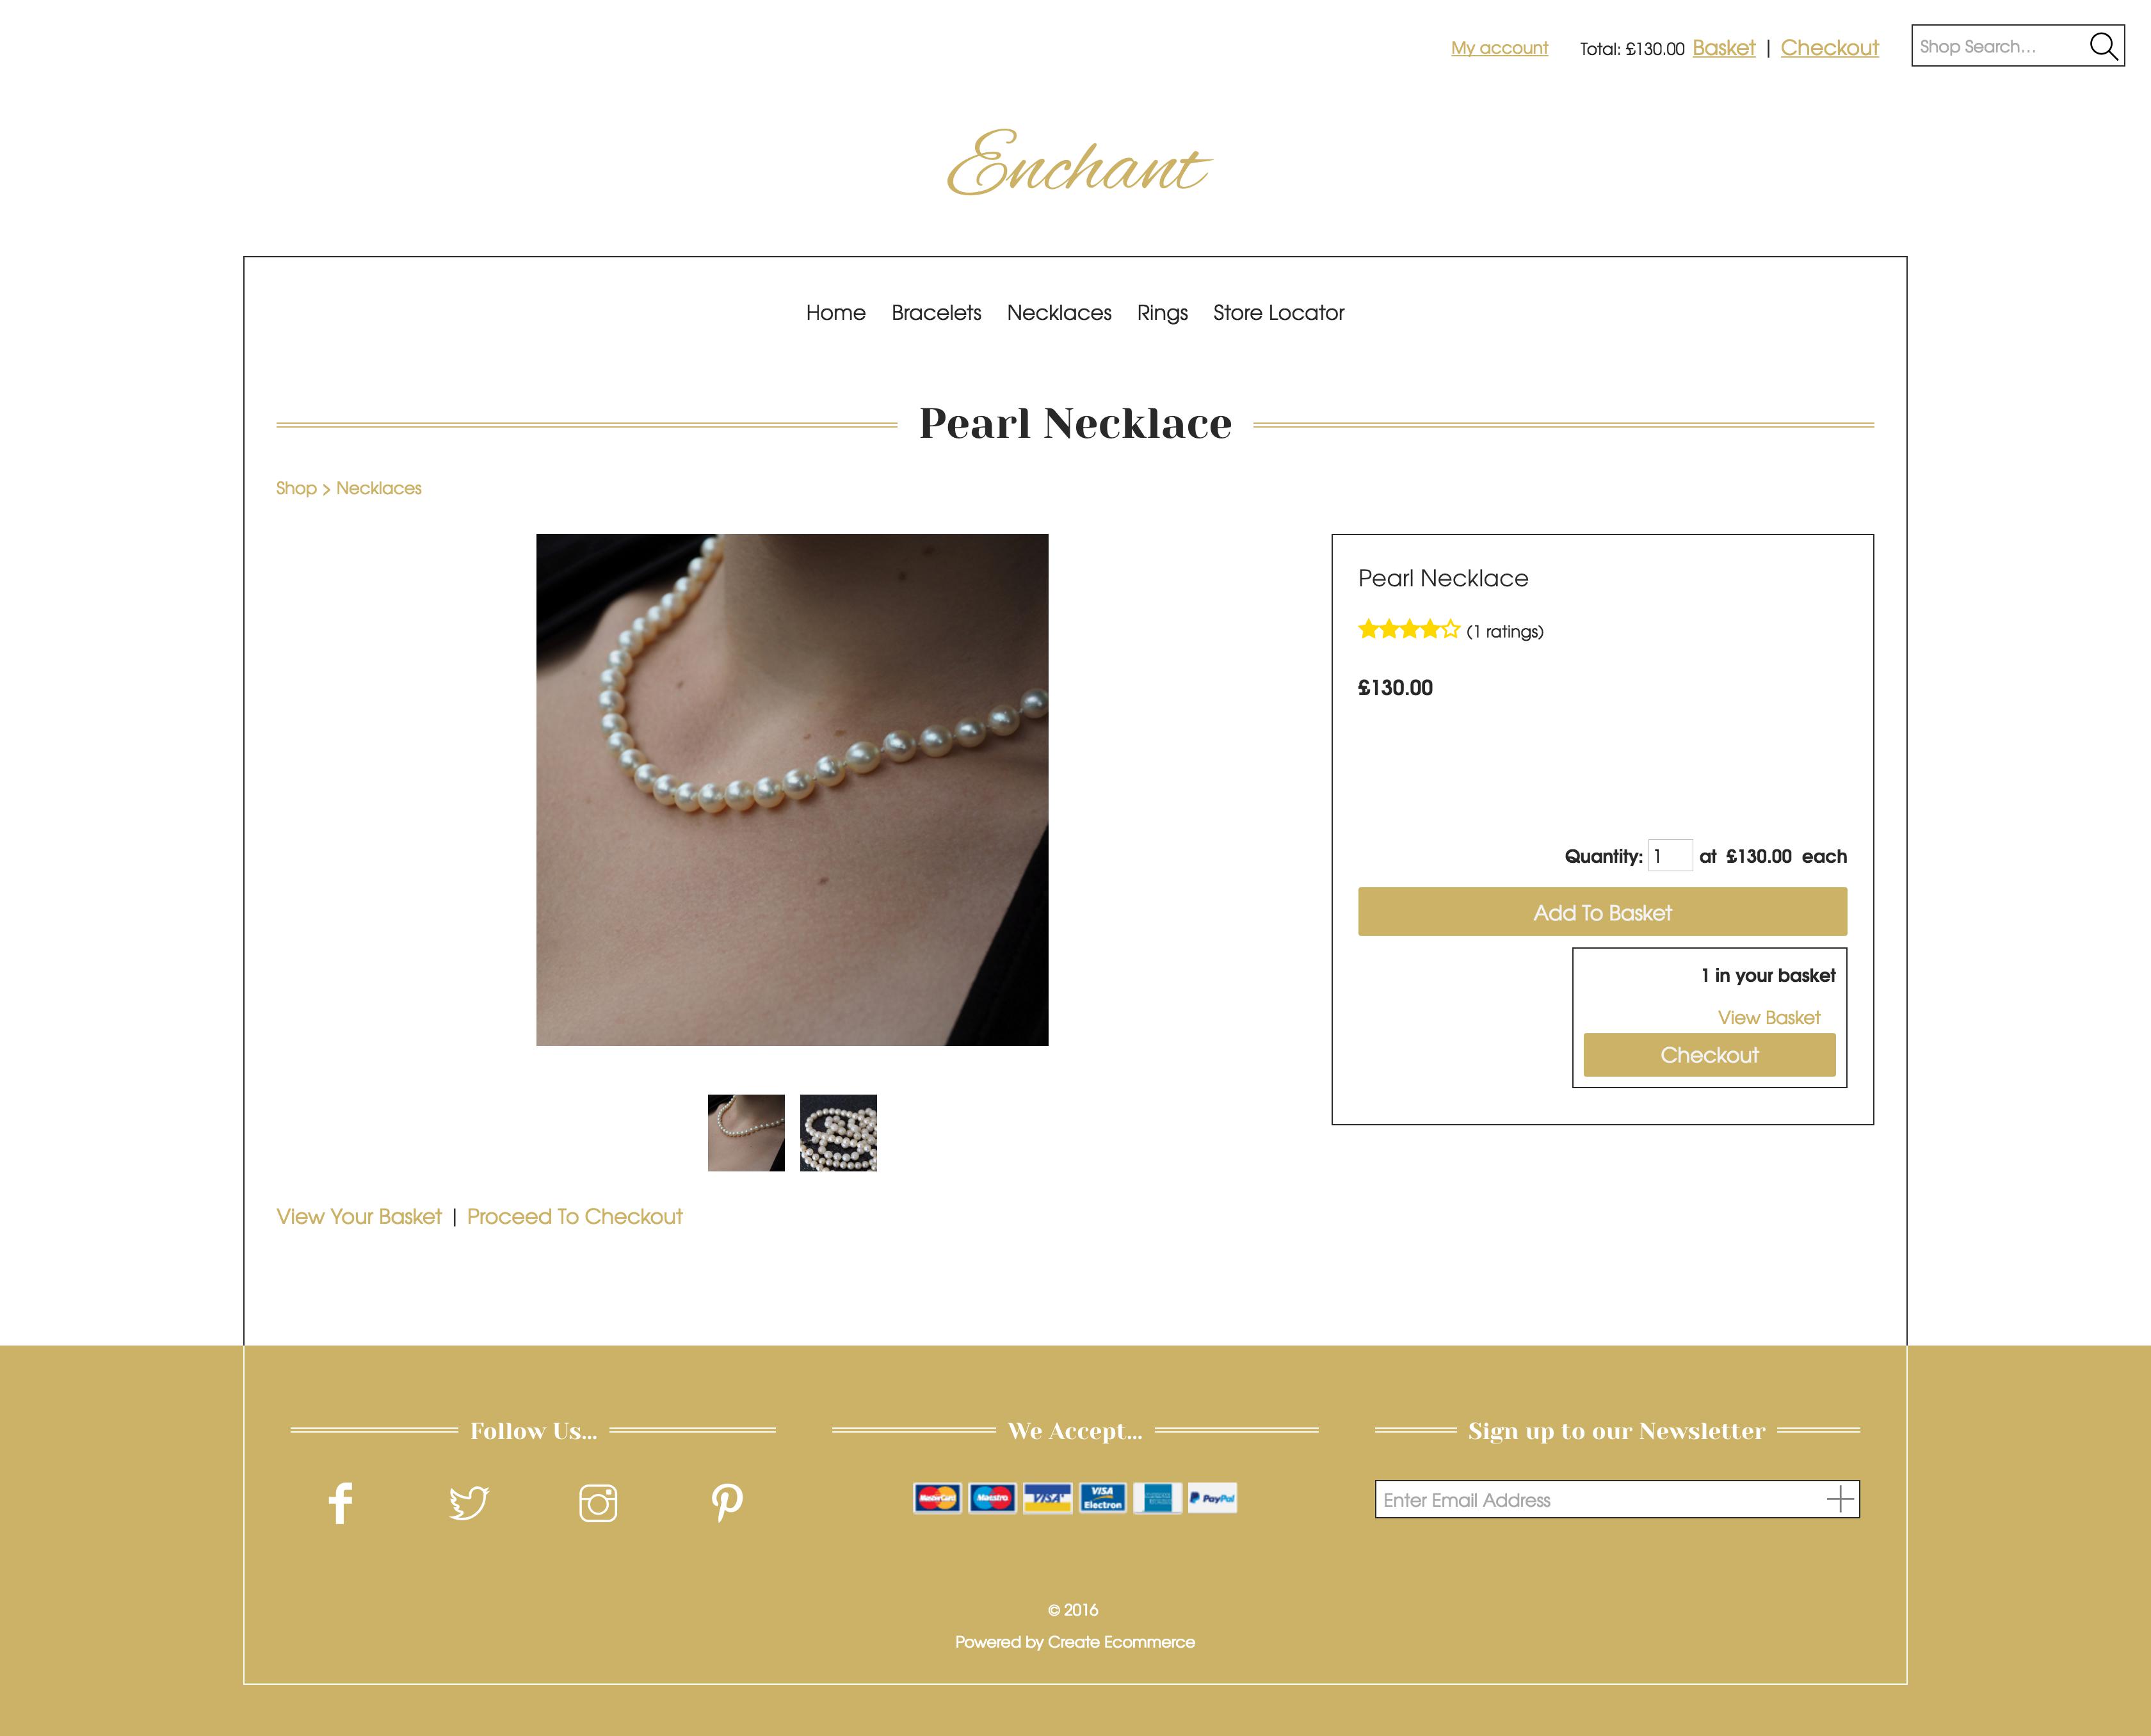 My account Total: £130.00 Basket | Checkout Shop Search...
Enchant
Home Bracelets Necklaces Rings Store Locator
Pearl Necklace
Shop > Necklaces
Pearl Necklace
(1 ratings)
£130.00
Quantity: 1 at £130.00 each
Add To Basket
1 in your basket
View Basket
Checkout
View Your Basket | Proceed To Checkout
Follow Us... We Accept... Sign up to our Newsletter
MasterCard Maestro VISA VISA Electron PayPal
Enter Email Address
© 2016
Powered by Create Ecommerce